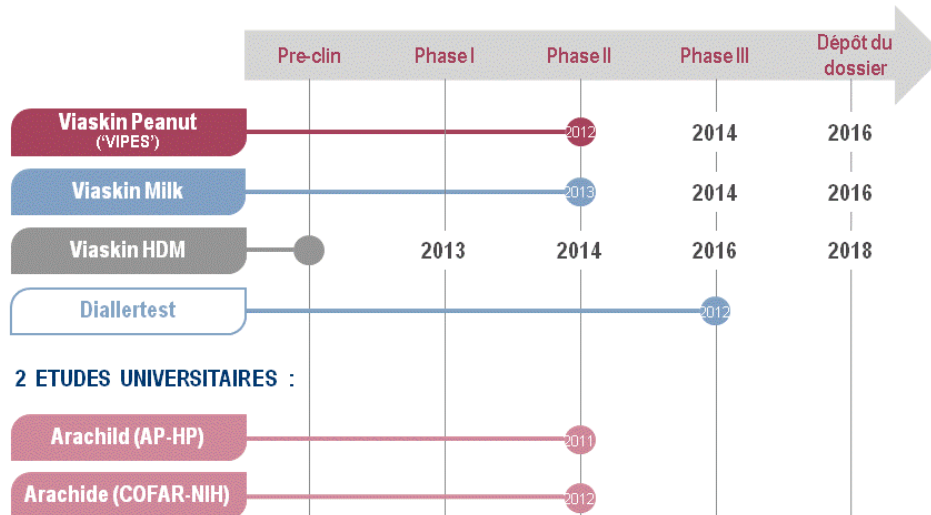 Pre-clin Phase I Phase II Phase III Dépôt du
dossier
Viaskin Peanut
('VIPES') 2012 2014 2016
Viaskin Milk 2013 2014 2016
Viaskin HDM 2013 2014 2016 2018
Diallertest 2012
2 ETUDES UNIVERSITAIRES :
Arachild (AP-HP) 2011
Arachide (COFAR-NIH) 2012